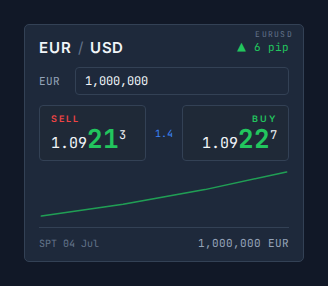 EURUSD
EUR / USD
▲ 6 pip
EUR 1,000,000
SELL
1.09213
1.4
BUY
1.09227
SPT 04 Jul
1,000,000 EUR